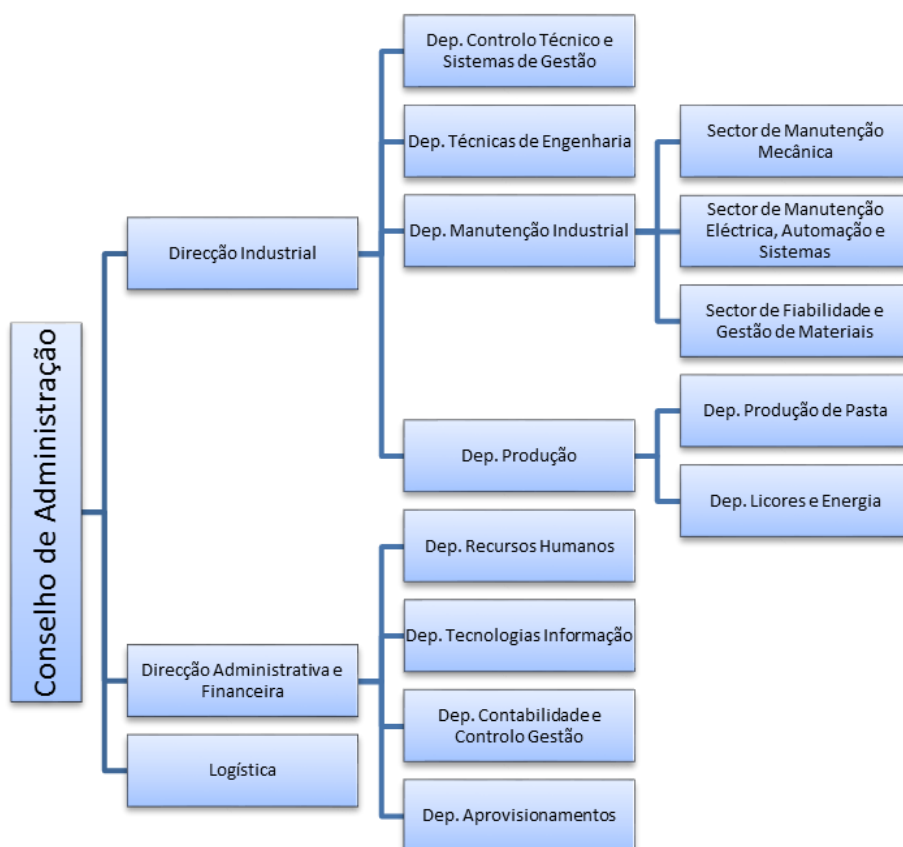 Conselho de Administração
Direcção Industrial
Dep. Controlo Técnico e
Sistemas de Gestão
Dep. Técnicas de Engenharia
Dep. Manutenção Industrial
Sector de Manutenção
Mecânica
Sector de Manutenção
Eléctrica, Automação e
Sistemas
Sector de Fiabilidade e
Gestão de Materiais
Dep. Produção
Dep. Produção de Pasta
Dep. Licores e Energia
Direcção Administrativa e
Financeira
Dep. Recursos Humanos
Dep. Tecnologias Informação
Dep. Contabilidade e
Controlo Gestão
Dep. Aprovisionamentos
Logística